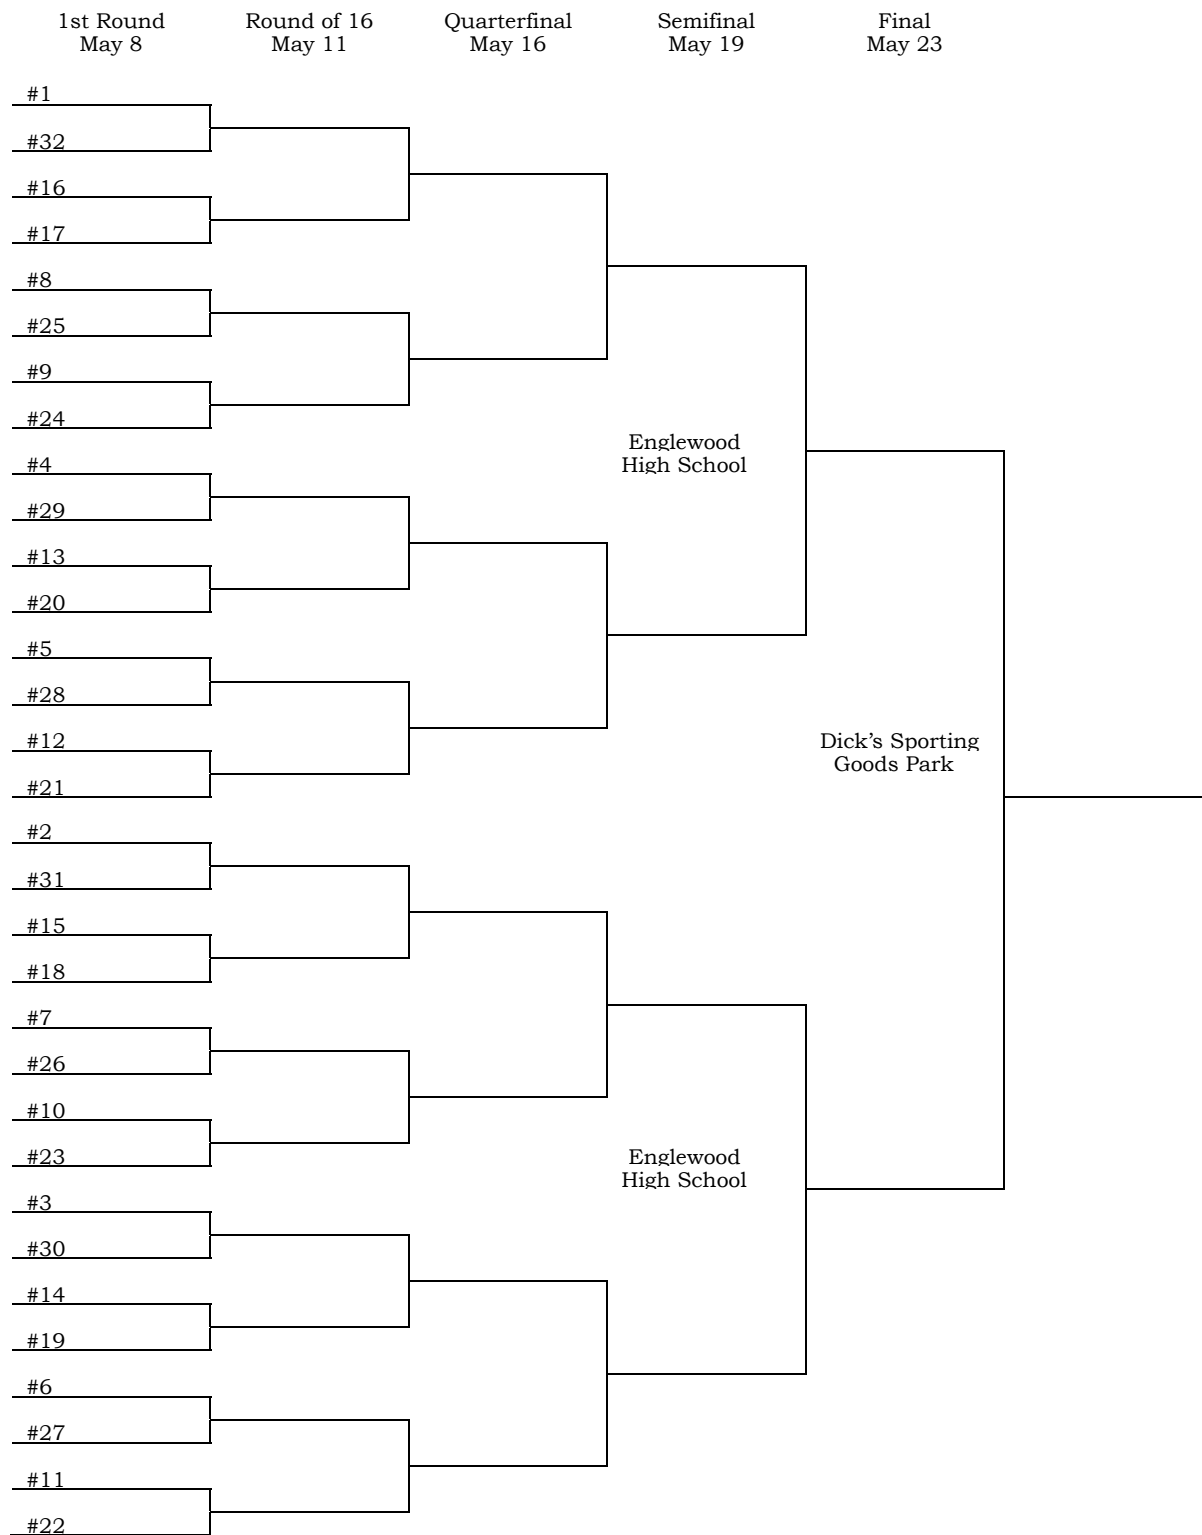 1st Round
May 8
Round of 16
May 11
Quarterfinal
May 16
Semifinal
May 19
Final
May 23
#1
#32
#16
#17
#8
#25
#9
#24
#4
#29
#13
#20
#5
#28
#12
#21
#2
#31
#15
#18
#7
#26
#10
#23
#3
#30
#14
#19
#6
#27
#11
#22
Englewood
High School
Englewood
High School
Dick's Sporting
Goods Park